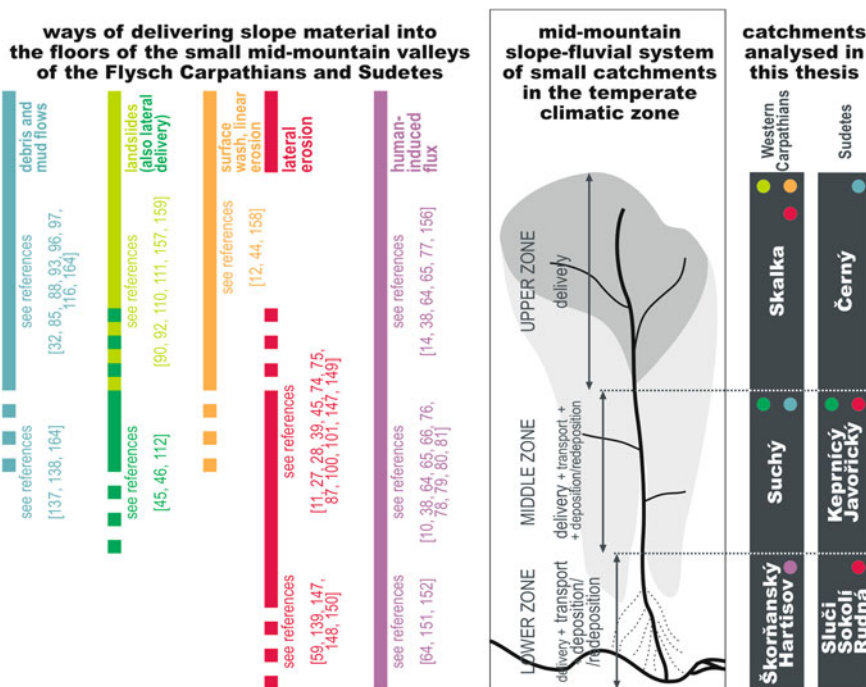 ways of delivering slope material into
the floors of the small mid-mountain valleys
of the Flysch Carpathians and Sudetes
debris and
mud flows
see references
[32, 85, 88, 93, 96, 97,
116, 164]
see references
[137, 138, 164]
landslides
(also lateral
delivery)
see references
[90, 92, 110, 111, 157, 159]
see references
[45, 46, 112]
surface
wash, linear
erosion
see references
[12, 44, 158]
lateral
erosion
see references
[11, 27, 28, 39, 45, 74, 75,
87, 100, 101, 147, 149]
see references
[59, 139, 147,
148, 150]
human-
induced
flux
see references
[14, 38, 64, 65, 77, 156]
see references
[10, 38, 64, 65, 66, 76,
78, 79, 80, 81]
see references
[64, 151, 152]
mid-mountain
slope-fluvial system
of small catchments
in the temperate
climatic zone
UPPER ZONE
delivery
MIDDLE ZONE
delivery + transport +
+ deposition/redeposition
LOWER ZONE
delivery + transport
+ deposition/
/redeposition
catchments
analysed in
this thesis
Western
Carpathians
Sudetes
Skalka
Černý
Suchý
Keprnícý
Javořický
Škorňanský
Hartisov
Sluči
Sokolí
Rudná